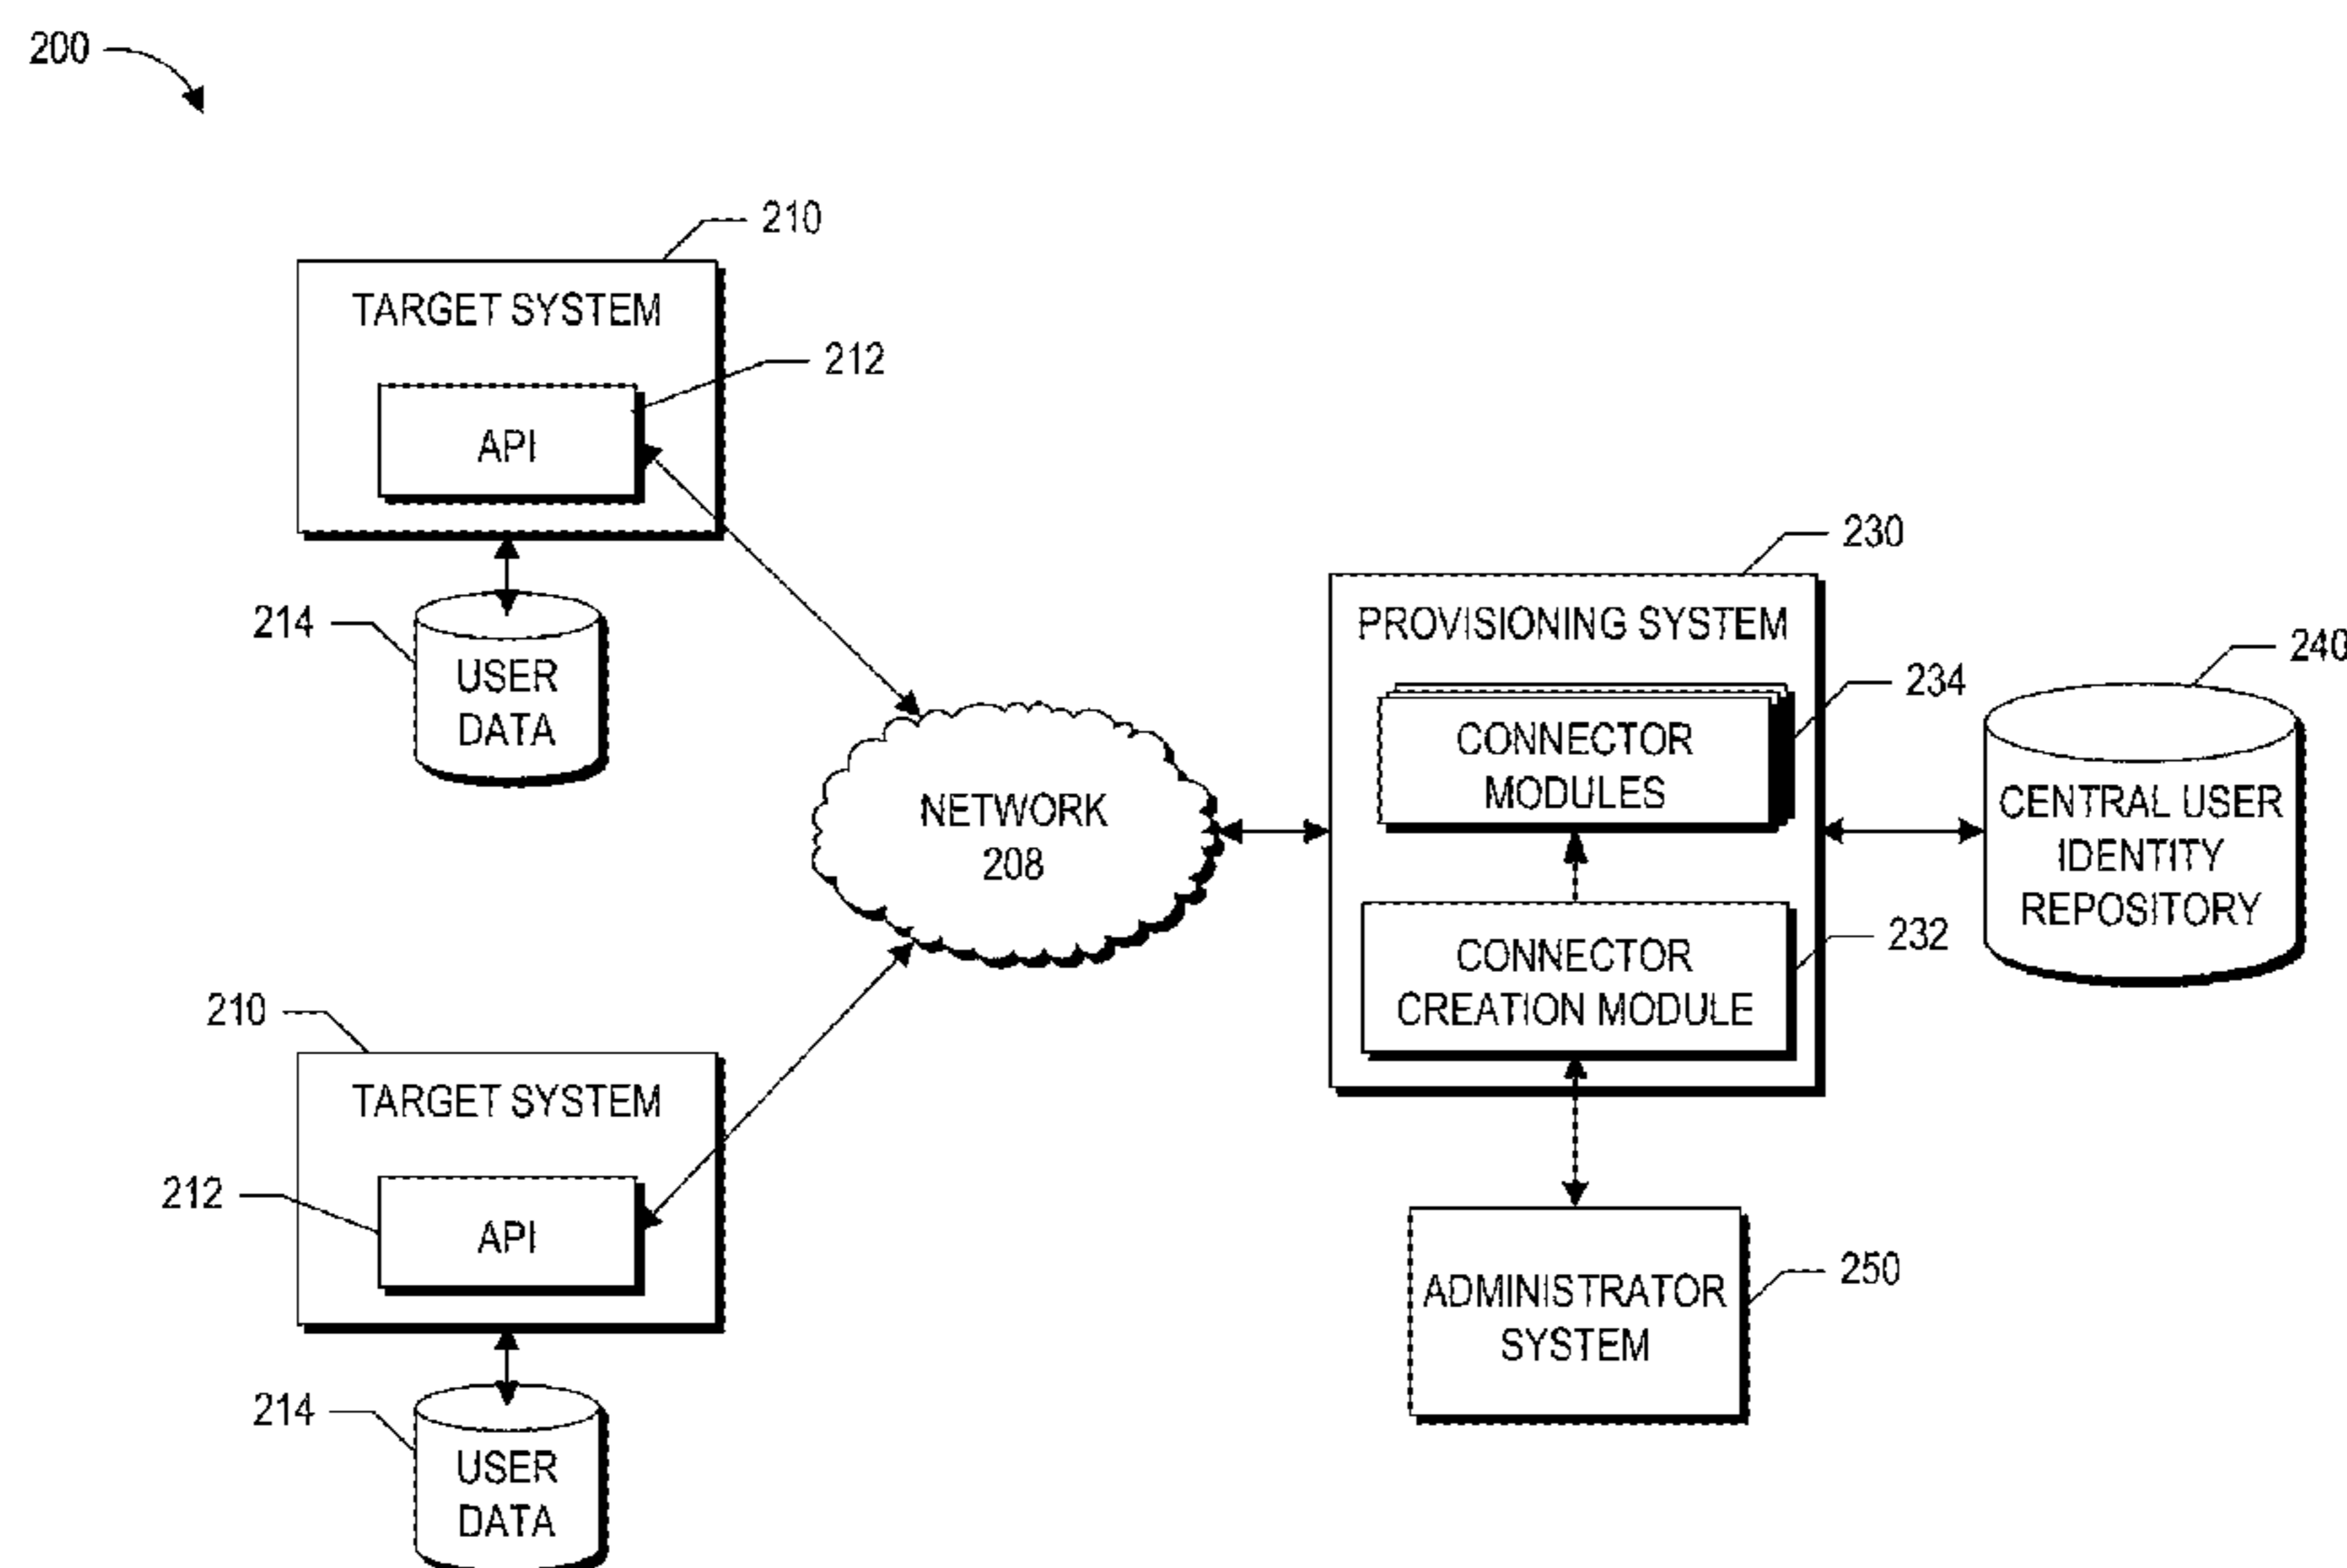 200
210
TARGET SYSTEM
212
API
214
USER
DATA
NETWORK
208
230
PROVISIONING SYSTEM
234
CONNECTOR
MODULES
240
CENTRAL USER
IDENTITY
REPOSITORY
232
CONNECTOR
CREATION MODULE
210
TARGET SYSTEM
212
API
214
USER
DATA
250
ADMINISTRATOR
SYSTEM